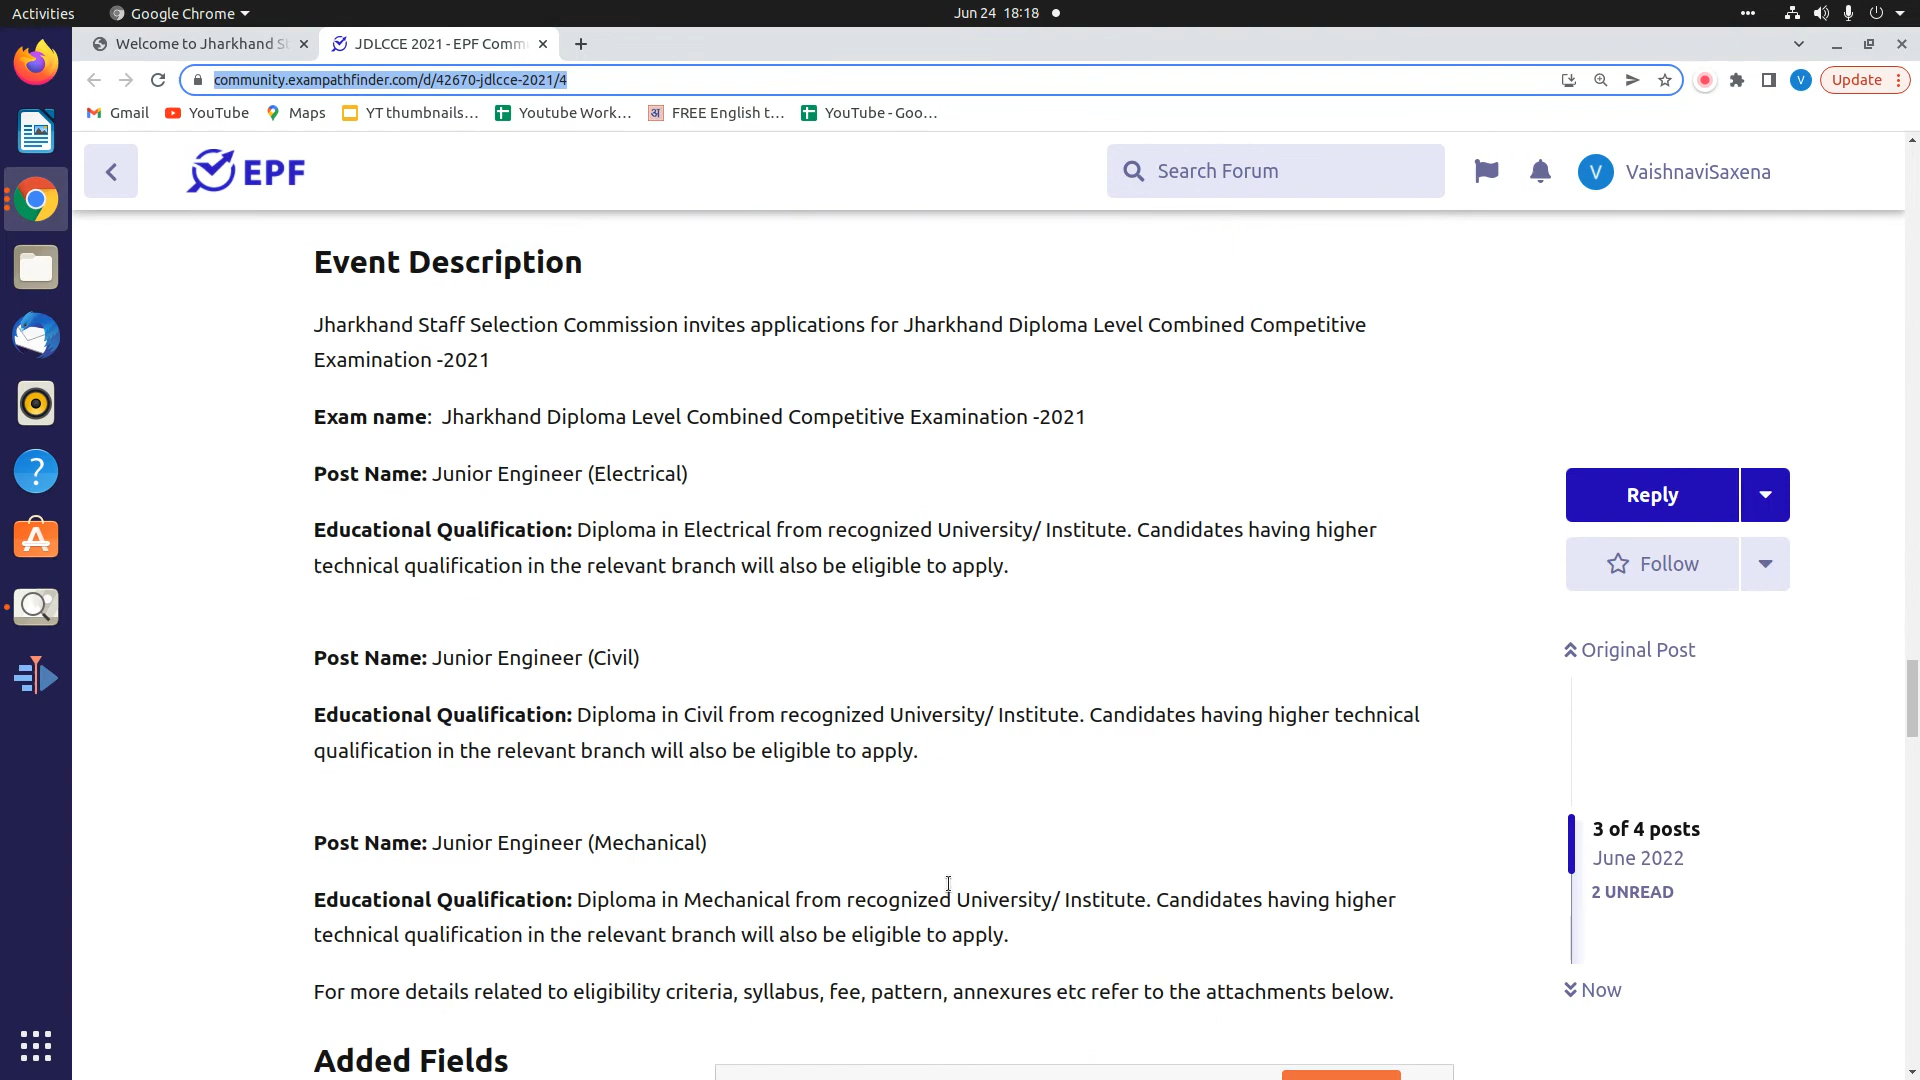 Activities Google Chrome Jun 24 18:18
Welcome to Jharkhand S JDLCCE 2021 - EPF Comm
community.exampathfinder.com/d/42670-jdlcce-2021/4 V Update
Gmail YouTube Maps YT thumbnails... Youtube Work... FREE English t... YouTube - Goo...
EPF Search Forum V VaishnaviSaxena
Event Description
Jharkhand Staff Selection Commission invites applications for Jharkhand Diploma Level Combined Competitive
Examination -2021
Exam name: Jharkhand Diploma Level Combined Competitive Examination -2021
Post Name: Junior Engineer (Electrical)
Reply
Educational Qualification: Diploma in Electrical from recognized University/ Institute. Candidates having higher
technical qualification in the relevant branch will also be eligible to apply.
Follow
Original Post
Post Name: Junior Engineer (Civil)
Educational Qualification: Diploma in Civil from recognized University/ Institute. Candidates having higher technical
qualification in the relevant branch will also be eligible to apply.
3 of 4 posts
Post Name: Junior Engineer (Mechanical)
June 2022
2 UNREAD
Educational Qualification: Diploma in Mechanical from recognized University/ Institute. Candidates having higher
technical qualification in the relevant branch will also be eligible to apply.
For more details related to eligibility criteria, syllabus, fee, pattern, annexures etc refer to the attachments below.
Now
Added Fields